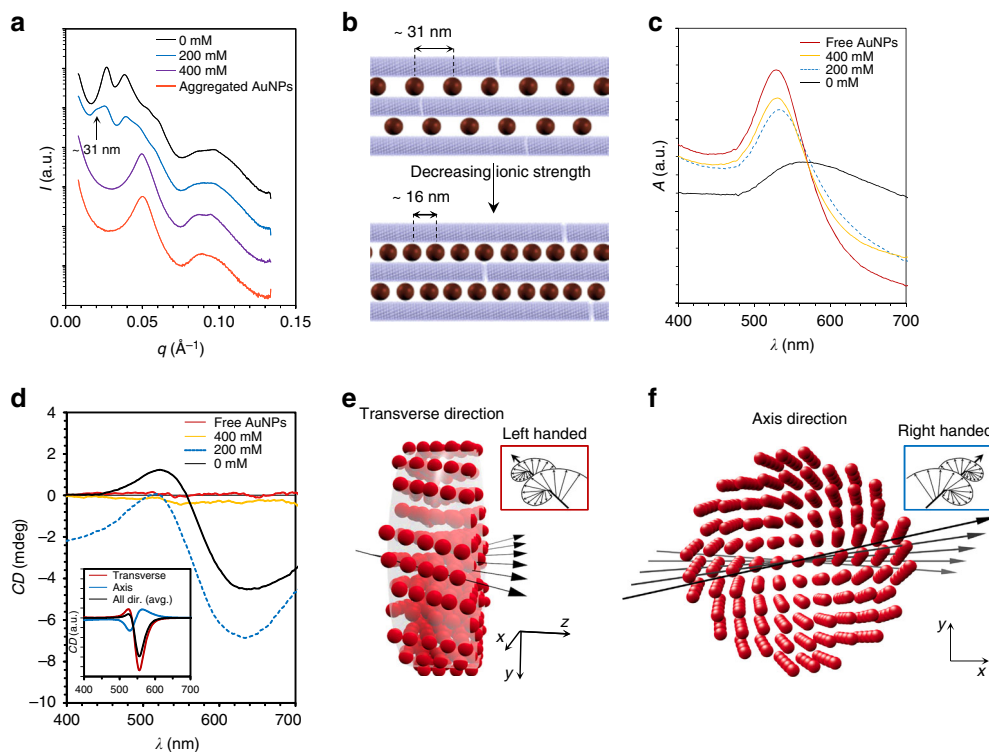 a
0 mM
200 mM
400 mM
Aggregated AuNPs
~ 31 nm
I (a.u.)
0.00 0.05 0.10 0.15
q (Å⁻¹)
b
~ 31 nm
Decreasing ionic strength
~ 16 nm
c
Free AuNPs
400 mM
200 mM
0 mM
A (a.u.)
400 500 600 700
λ (nm)
d
4
2
0
−2
−4
−6
−8
−10
CD (mdeg)
Free AuNPs
400 mM
200 mM
0 mM
Transverse
Axis
All dir. (avg.)
CD (a.u.)
400 500 600 700
400 500 600 700
λ (nm)
e
Transverse direction
Left handed
x
z
y
f
Axis direction
Right handed
y
x